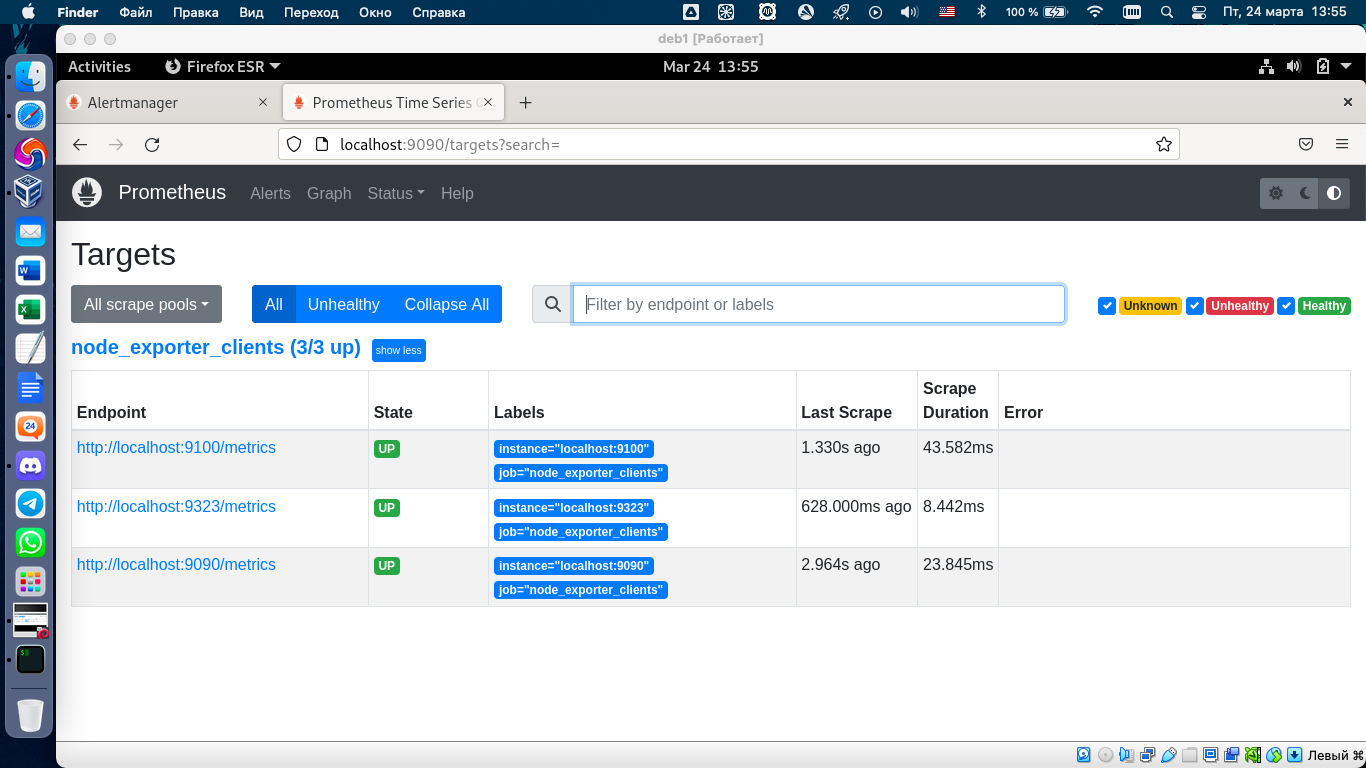 Finder Файл Правка Вид Переход Окно Справка 100 % Пт, 24 марта 13:55
deb1 [Работает]
Activities Firefox ESR Mar 24 13:55
Alertmanager Prometheus Time Series
localhost:9090/targets?search=
Prometheus Alerts Graph Status Help
Targets
All scrape pools All Unhealthy Collapse All Filter by endpoint or labels Unknown Unhealthy Healthy
node_exporter_clients (3/3 up) show less
Endpoint State Labels Last Scrape Scrape Duration Error
http://localhost:9100/metrics UP instance="localhost:9100" 1.330s ago 43.582ms
job="node_exporter_clients"
http://localhost:9323/metrics UP instance="localhost:9323" 628.000ms ago 8.442ms
job="node_exporter_clients"
http://localhost:9090/metrics UP instance="localhost:9090" 2.964s ago 23.845ms
job="node_exporter_clients"
Левый ⌘